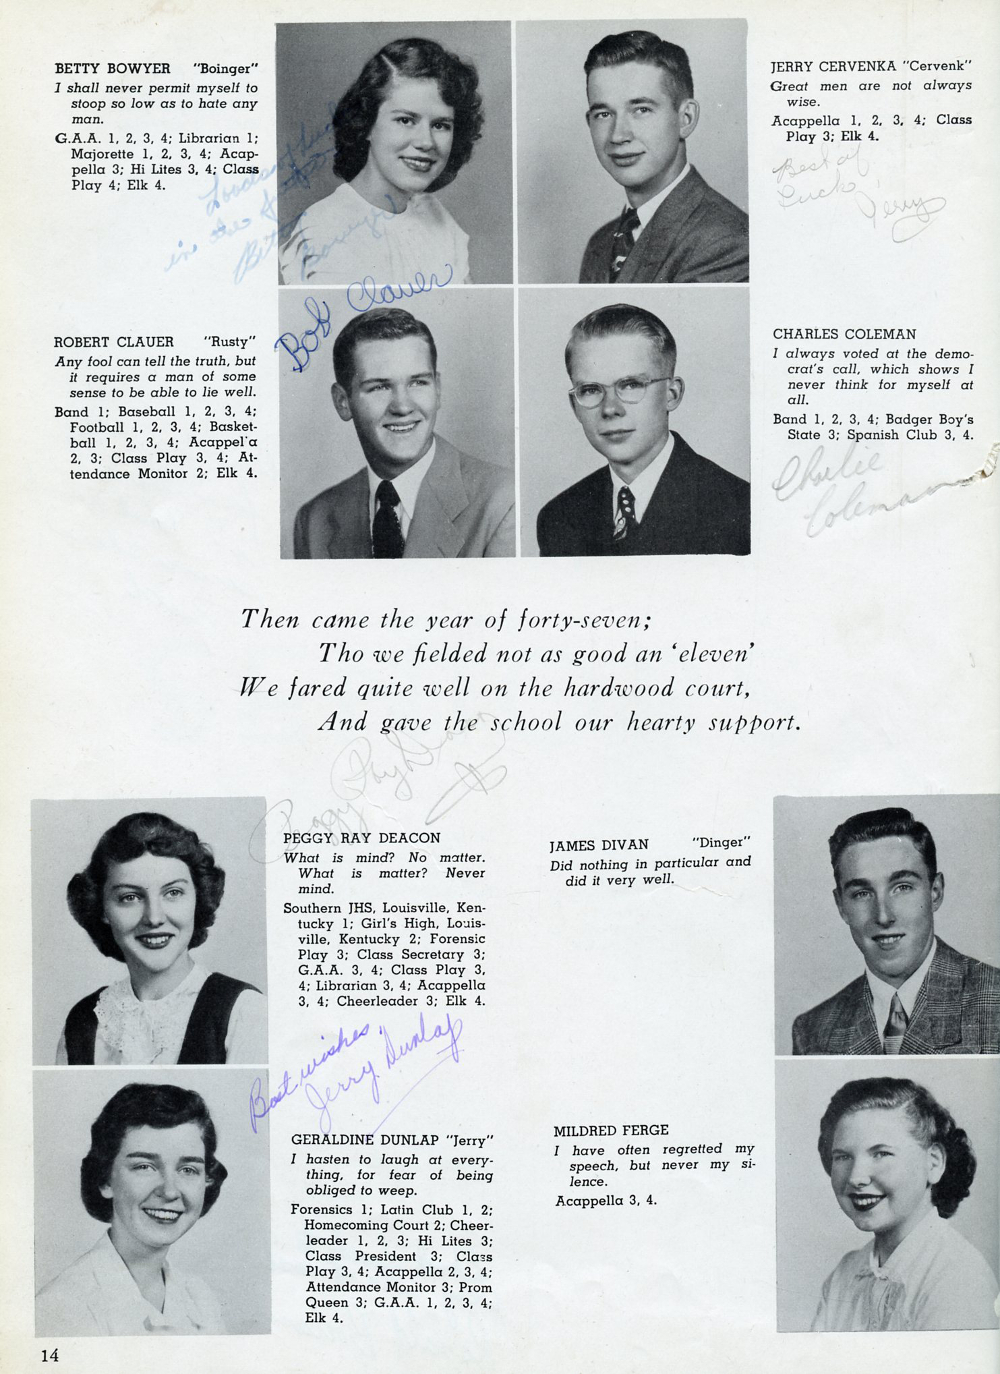 BETTY BOWYER "Boinger"
I shall never permit myself to
stoop so low as to hate any
man.
G.A.A. 1, 2, 3, 4; Librarian 1;
Majorette 1, 2, 3, 4; Acap-
pella 3; Hi Lites 3, 4; Class
Play 4; Elk 4.
Loads of luck
in the
Betty
Bowyer
JERRY CERVENKA "Cervenk"
Great men are not always
wise.
Acappella 1, 2, 3, 4; Class
Play 3; Elk 4.
Best of
Luck
Jerry
ROBERT CLAUER "Rusty"
Any fool can tell the truth, but
it requires a man of some
sense to be able to lie well.
Band 1; Baseball 1, 2, 3, 4;
Football 1, 2, 3, 4; Basket-
ball 1, 2, 3, 4; Acappella
2, 3; Class Play 3, 4; At-
tendance Monitor 2; Elk 4.
Bob Clauer
CHARLES COLEMAN
I always voted at the demo-
crat's call, which shows I
never think for myself at
all.
Band 1, 2, 3, 4; Badger Boy's
State 3; Spanish Club 3, 4.
Charlie
Coleman
Then came the year of forty-seven;
Tho we fielded not as good an 'eleven'
We fared quite well on the hardwood court,
And gave the school our hearty support.
Peggy Ray Deacon
PEGGY RAY DEACON
What is mind? No matter.
What is matter? Never
mind.
Southern JHS, Louisville, Ken-
tucky 1; Girl's High, Louis-
ville, Kentucky 2; Forensic
Play 3; Class Secretary 3;
G.A.A. 3, 4; Class Play 3,
4; Librarian 3, 4; Acappella
3, 4; Cheerleader 3; Elk 4.
JAMES DIVAN "Dinger"
Did nothing in particular and
did it very well.
Best wishes,
Jerry Dunlap
GERALDINE DUNLAP "Jerry"
I hasten to laugh at every-
thing, for fear of being
obliged to weep.
Forensics 1; Latin Club 1, 2;
Homecoming Court 2; Cheer-
leader 1, 2, 3; Hi Lites 3;
Class President 3; Class
Play 3, 4; Acappella 2, 3, 4;
Attendance Monitor 3; Prom
Queen 3; G.A.A. 1, 2, 3, 4;
Elk 4.
MILDRED FERGE
I have often regretted my
speech, but never my si-
lence.
Acappella 3, 4.
14